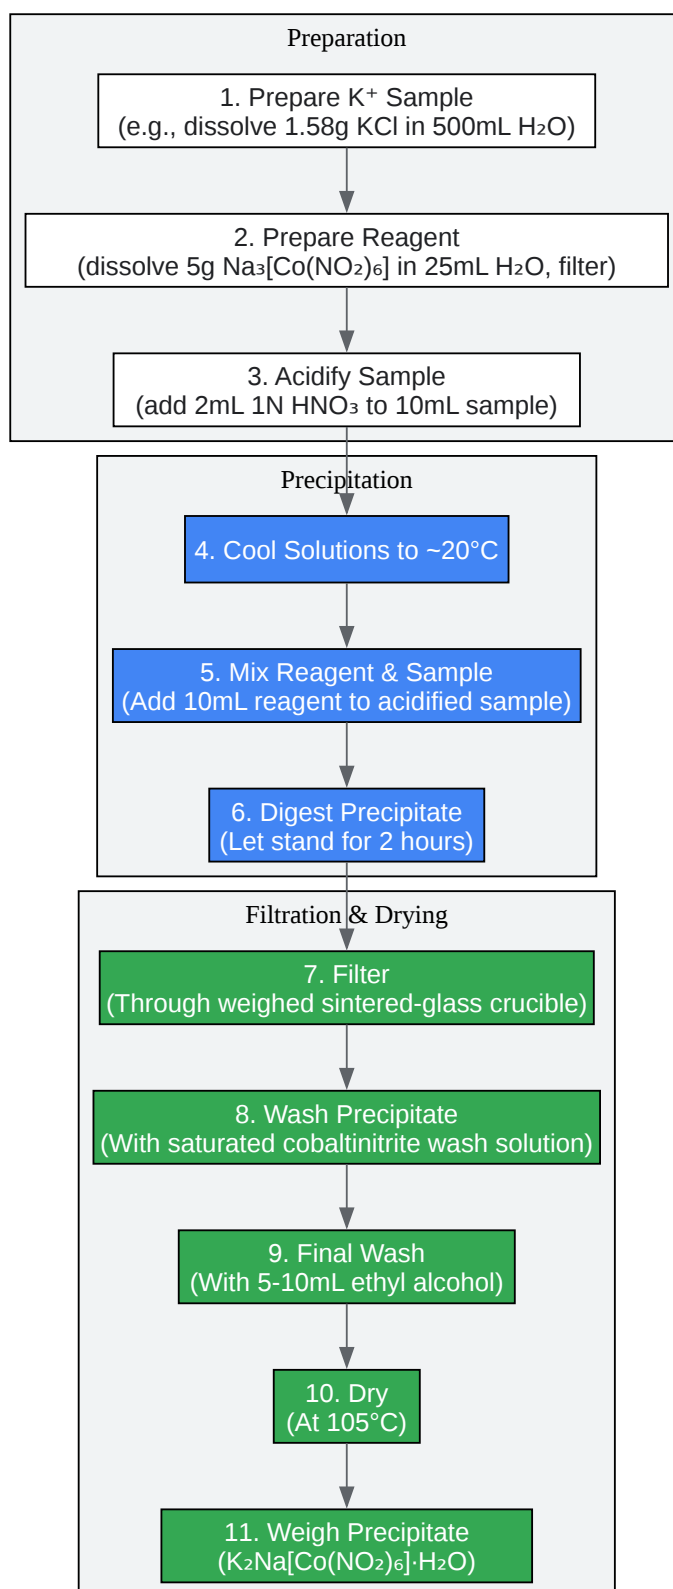 Preparation
1. Prepare K⁺ Sample
(e.g., dissolve 1.58g KCl in 500mL H₂O)
2. Prepare Reagent
(dissolve 5g Na₃[Co(NO₂)₆] in 25mL H₂O, filter)
3. Acidify Sample
(add 2mL 1N HNO₃ to 10mL sample)
Precipitation
4. Cool Solutions to ~20°C
5. Mix Reagent & Sample
(Add 10mL reagent to acidified sample)
6. Digest Precipitate
(Let stand for 2 hours)
Filtration & Drying
7. Filter
(Through weighed sintered-glass crucible)
8. Wash Precipitate
(With saturated cobaltinitrite wash solution)
9. Final Wash
(With 5-10mL ethyl alcohol)
10. Dry
(At 105°C)
11. Weigh Precipitate
(K₂Na[Co(NO₂)₆]·H₂O)